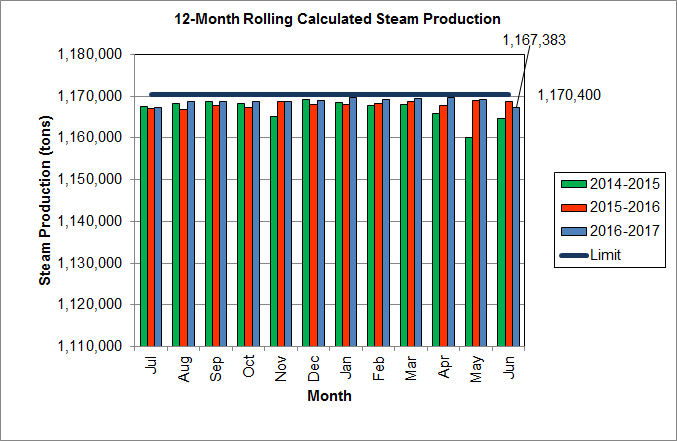 12-Month Rolling Calculated Steam Production
1,167,383
1,180,000
1,170,000
1,160,000
1,150,000
1,140,000
1,130,000
1,120,000
1,110,000
Steam Production (tons)
1,170,400
Jul
Aug
Sep
Oct
Nov
Dec
Jan
Feb
Mar
Apr
May
Jun
Month
2014-2015
2015-2016
2016-2017
Limit